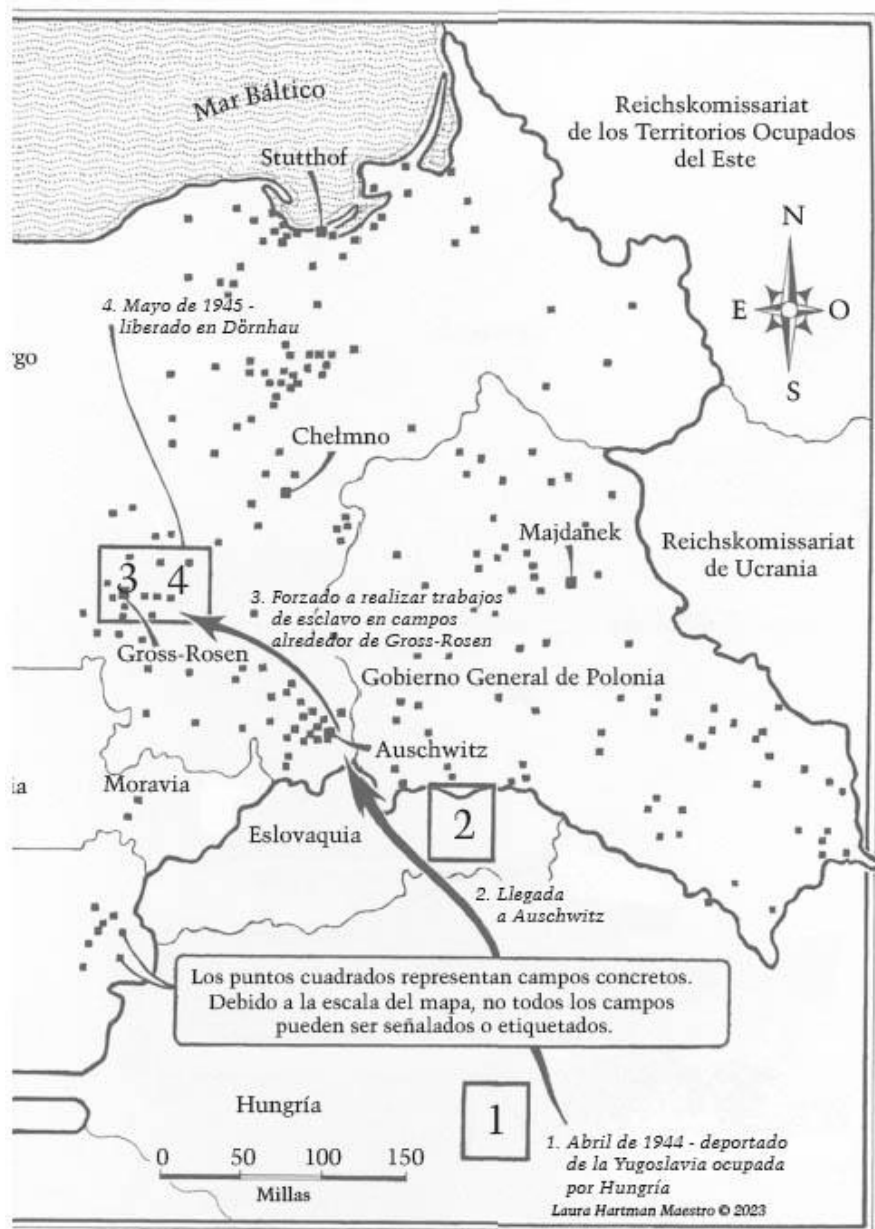 Mar Báltico
Stutthof
Reichskomissariat
de los Territorios Ocupados
del Este
N
E O
S
4. Mayo de 1945 -
liberado en Dörnhau
rgo
Chełmno
Majdanek
Reichskomissariat
de Ucrania
3 4
3. Forzado a realizar trabajos
de esclavo en campos
alrededor de Gross-Rosen
Gross-Rosen
Gobierno General de Polonia
Auschwitz
ia
Moravia
Eslovaquia
2
2. Llegada
a Auschwitz
Los puntos cuadrados representan campos concretos.
Debido a la escala del mapa, no todos los campos
pueden ser señalados o etiquetados.
Hungría
1
1. Abril de 1944 - deportado
de la Yugoslavia ocupada
por Hungría
0 50 100 150
Millas
Laura Hartman Maestro © 2023